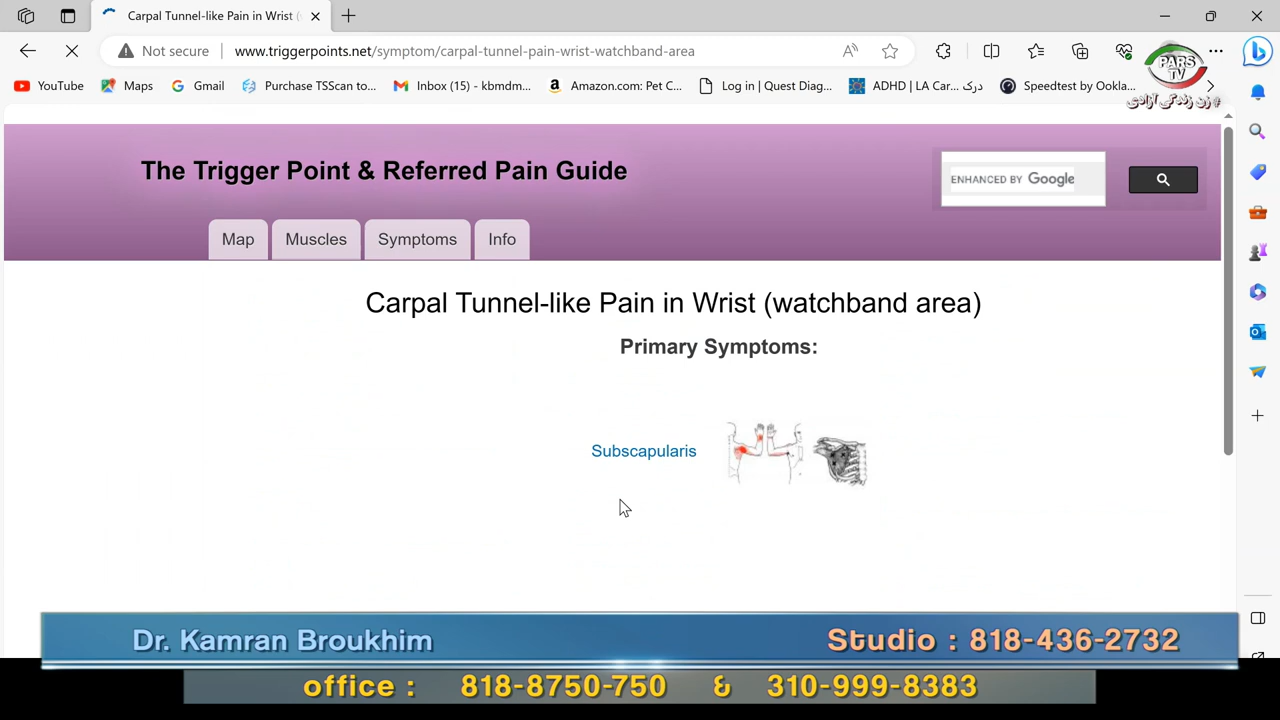 Carpal Tunnel-like Pain in Wrist (
Not secure
www.triggerpoints.net/symptom/carpal-tunnel-pain-wrist-watchband-area
PARS
TV
#زن زندگی آزادی
YouTube
Maps
Gmail
Purchase TSScan to...
Inbox (15) - kbmdm...
Amazon.com: Pet C...
Log in | Quest Diag...
ADHD | LA Car... درک
Speedtest by Ookla...
The Trigger Point & Referred Pain Guide
ENHANCED BY Google
Map
Muscles
Symptoms
Info
Carpal Tunnel-like Pain in Wrist (watchband area)
Primary Symptoms:
Subscapularis
Dr. Kamran Broukhim
Studio : 818-436-2732
office : 818-8750-750 & 310-999-8383